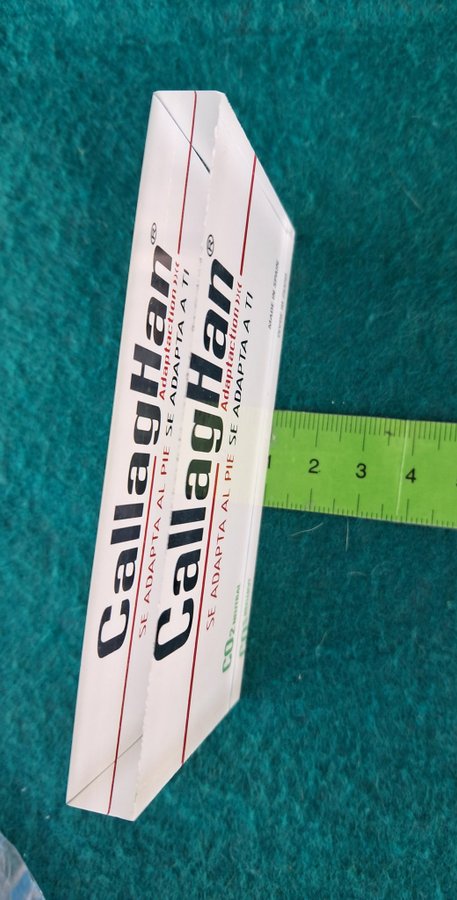 CallagHan®
Adaptaction
SE ADAPTA AL PIE SE ADAPTA A TI
CallagHan®
Adaptaction
SE ADAPTA AL PIE SE ADAPTA A TI
CO2 NEUTRAL
MADE IN SPAIN
1 2 3 4